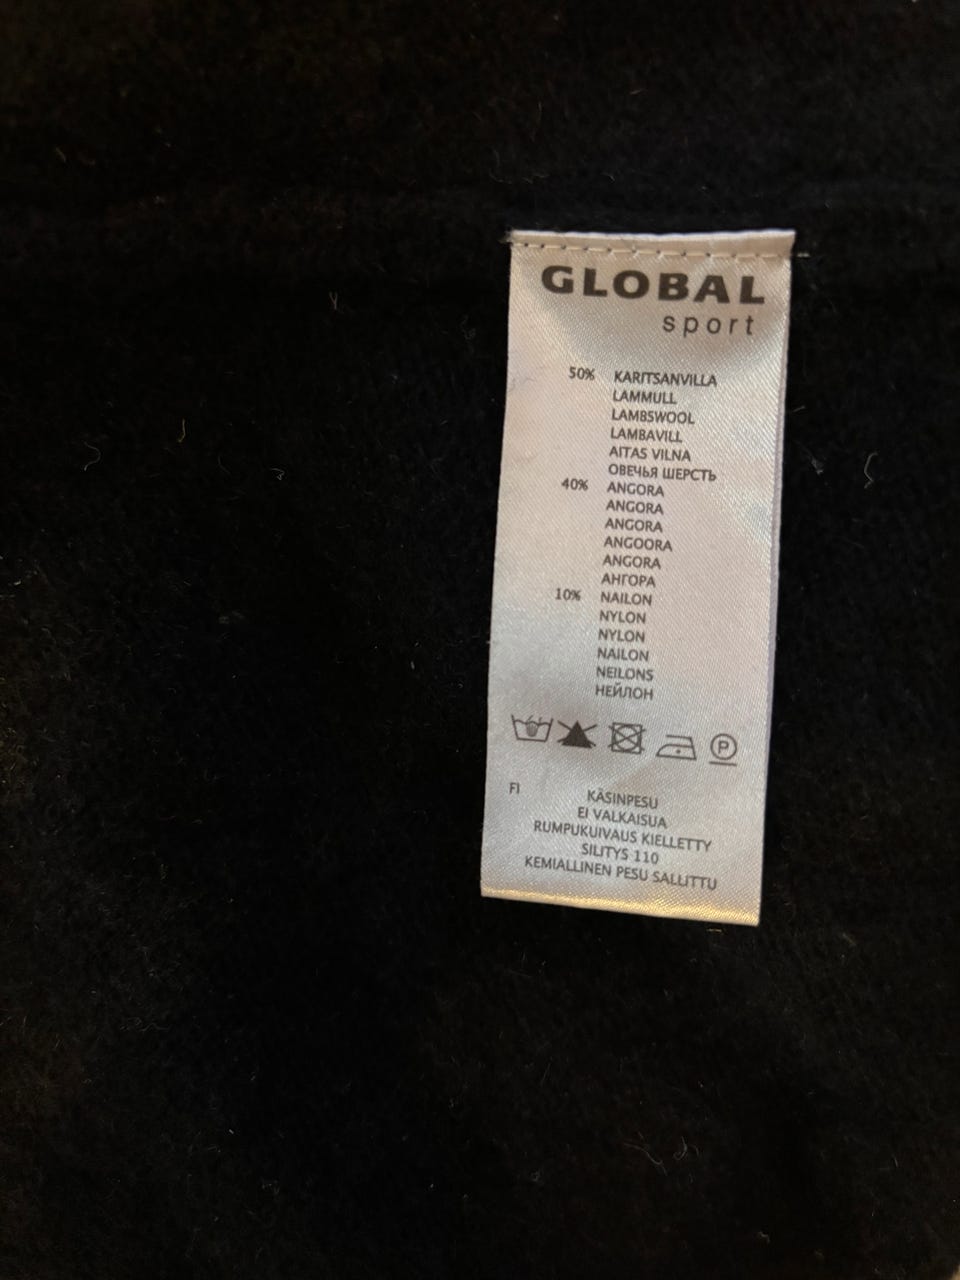 GLOBAL
sport
50% KARITSANVILLA
LAMMULL
LAMBSWOOL
LAMBAVILL
AITAS VILNA
ОВЕЧЬЯ ШЕРСТЬ
40% ANGORA
ANGORA
ANGORA
ANGOORA
ANGORA
АНГОРА
10% NAILON
NYLON
NYLON
NAILON
NEILONS
НЕЙЛОН
P
FI KÄSINPESU
EI VALKAISUA
RUMPUKUIVAUS KIELLETTY
SILITYS 110
KEMIALLINEN PESU SALLITTU